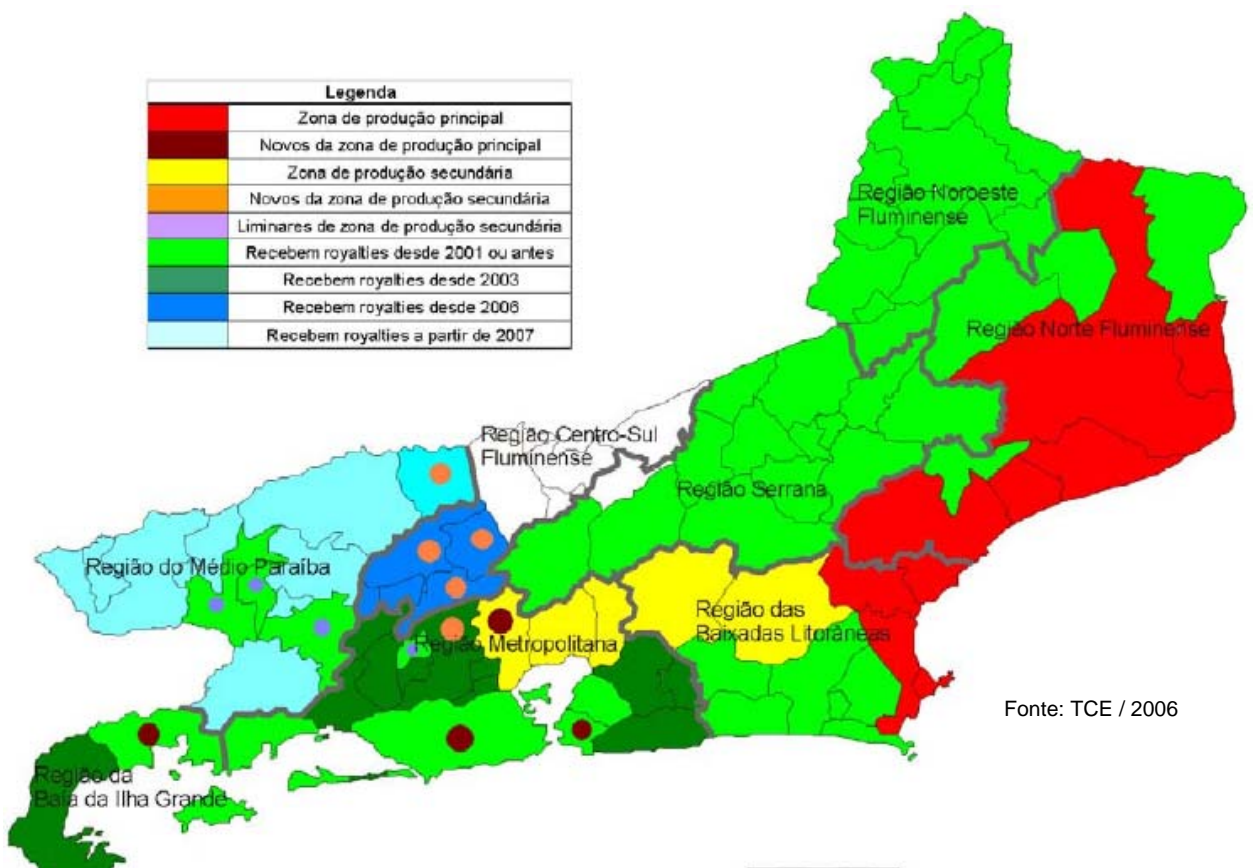 Legenda
Zona de produção principal
Novos da zona de produção principal
Zona de produção secundária
Novos da zona de produção secundária
Liminares de zona de produção secundária
Recebem royalties desde 2001 ou antes
Recebem royalties desde 2003
Recebem royalties desde 2006
Recebem royalties a partir de 2007
Região Noroeste
Fluminense
Região Norte Fluminense
Região Centro-Sul
Fluminense
Região Serrana
Região do Médio Paraíba
Região das
Baixadas Litorâneas
Região Metropolitana
Fonte: TCE / 2006
Região da
Baía da Ilha Grande